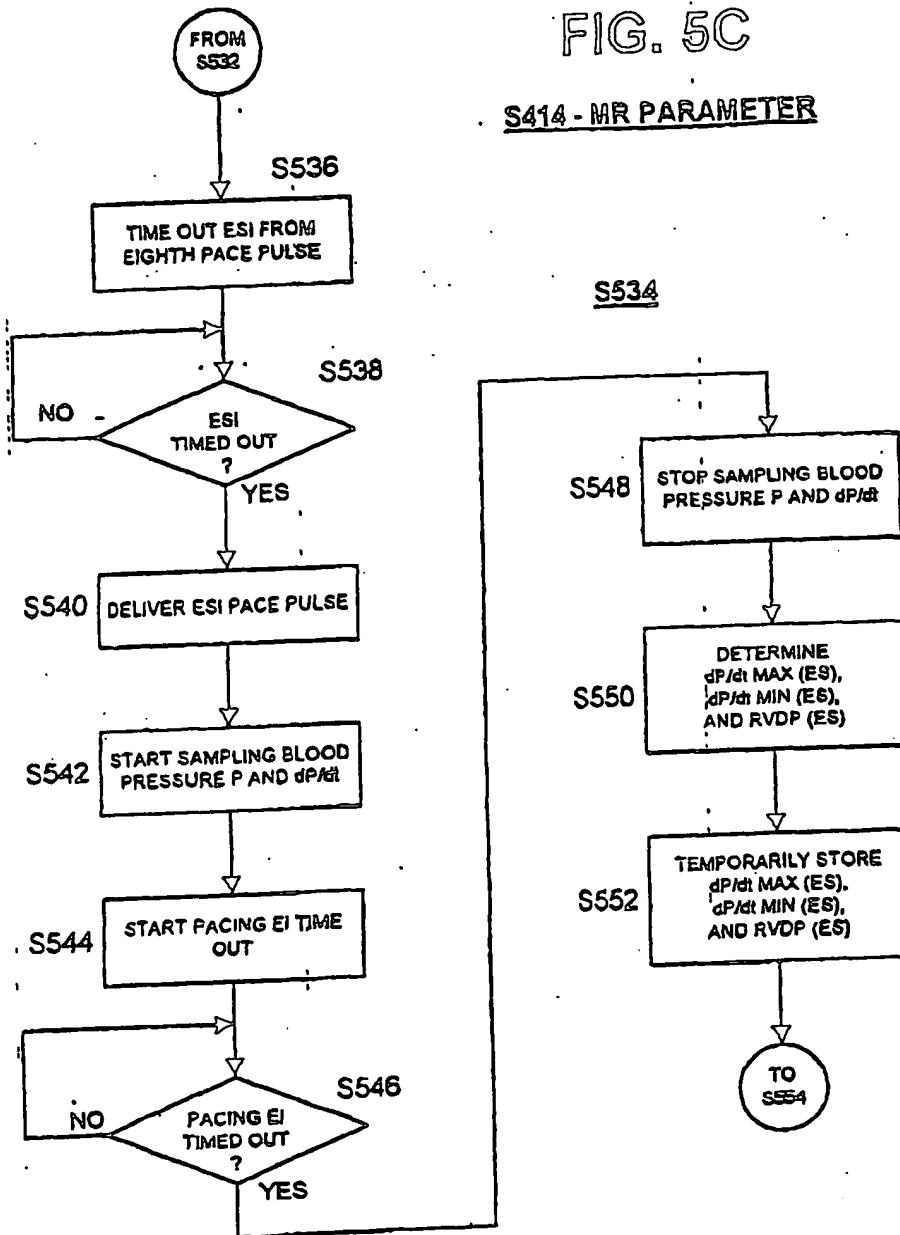 FIG. 5C
S414 - MR PARAMETER
FROM
S532
S536
TIME OUT ESI FROM
EIGHTH PACE PULSE
S538
NO
ESI
TIMED OUT
?
YES
S540
DELIVER ESI PACE PULSE
S542
START SAMPLING BLOOD
PRESSURE P AND dP/dt
S544
START PACING EI TIME
OUT
S546
NO
PACING EI
TIMED OUT
?
YES
S534
S548
STOP SAMPLING BLOOD
PRESSURE P AND dP/dt
S550
DETERMINE
dP/dt MAX (ES),
dP/dt MIN (ES),
AND RVDP (ES)
S552
TEMPORARILY STORE
dP/dt MAX (ES),
dP/dt MIN (ES),
AND RVDP (ES)
TO
S554